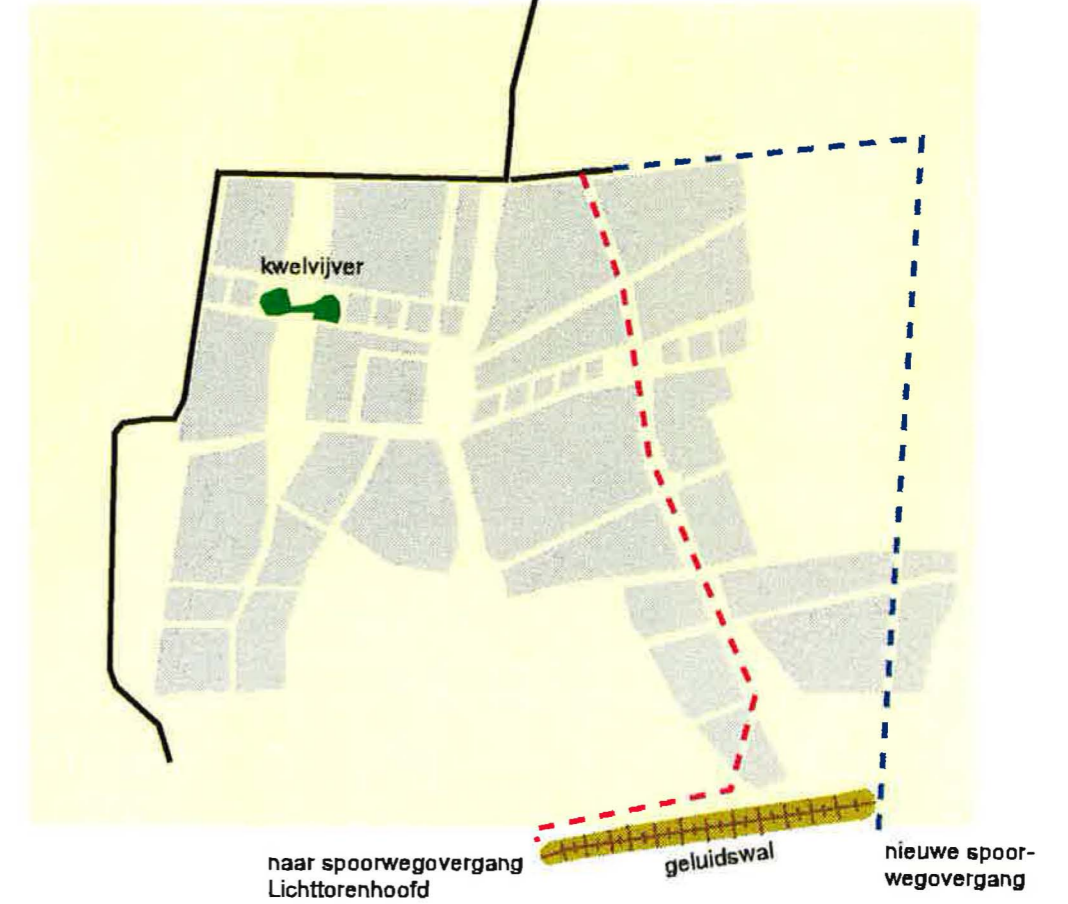 kwelvijver
naar spoorwegovergang
Lichttorenhoofd
geluidswal
nieuwe spoor-
wegovergang